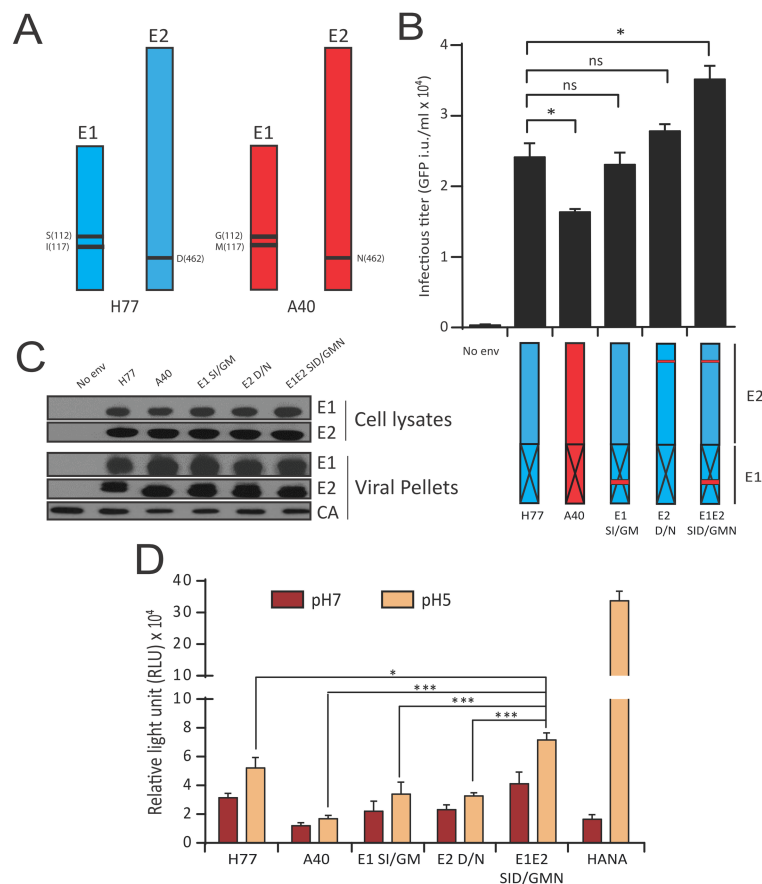 A
E2
E2
E1
E1
S(112)
I(117)
D(462)
G(112)
M(117)
N(462)
H77
A40
B
Infectious titer (GFP i.u./ml x 10⁴)
4
3
2
1
0
*
ns
ns
*
No env
E2
E1
H77
A40
E1
SI/GM
E2
D/N
E1E2
SID/GMN
C
No env
H77
A40
E1 SI/GM
E2 D/N
E1E2 SID/GMN
E1
E2
Cell lysates
E1
E2
CA
Viral Pellets
D
Relative light unit (RLU) x 10⁴
40
30
20
10
10
8
6
4
2
0
pH7
pH5
*
***
***
***
H77
A40
E1 SI/GM
E2 D/N
E1E2
SID/GMN
HANA